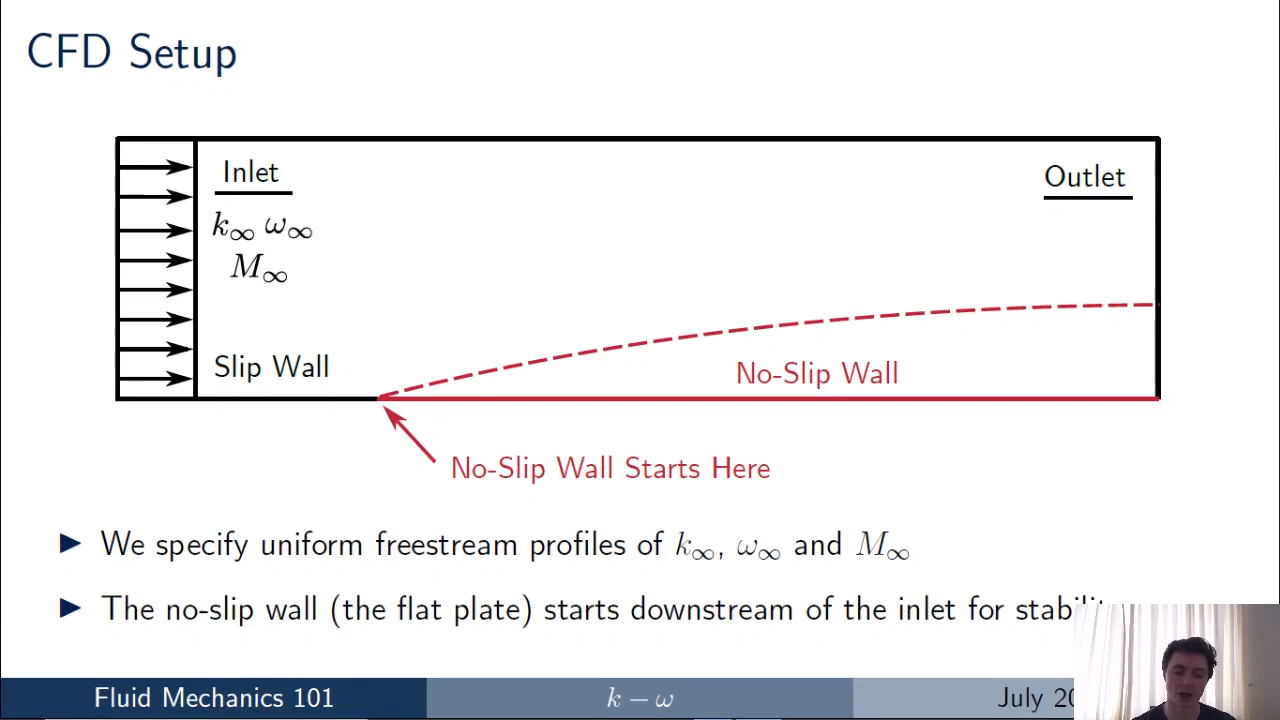 CFD Setup
Inlet
Outlet
k∞ ω∞
M∞
Slip Wall
No-Slip Wall
No-Slip Wall Starts Here
▶ We specify uniform freestream profiles of k∞, ω∞ and M∞
▶ The no-slip wall (the flat plate) starts downstream of the inlet for
Fluid Mechanics 101
k − ω
July